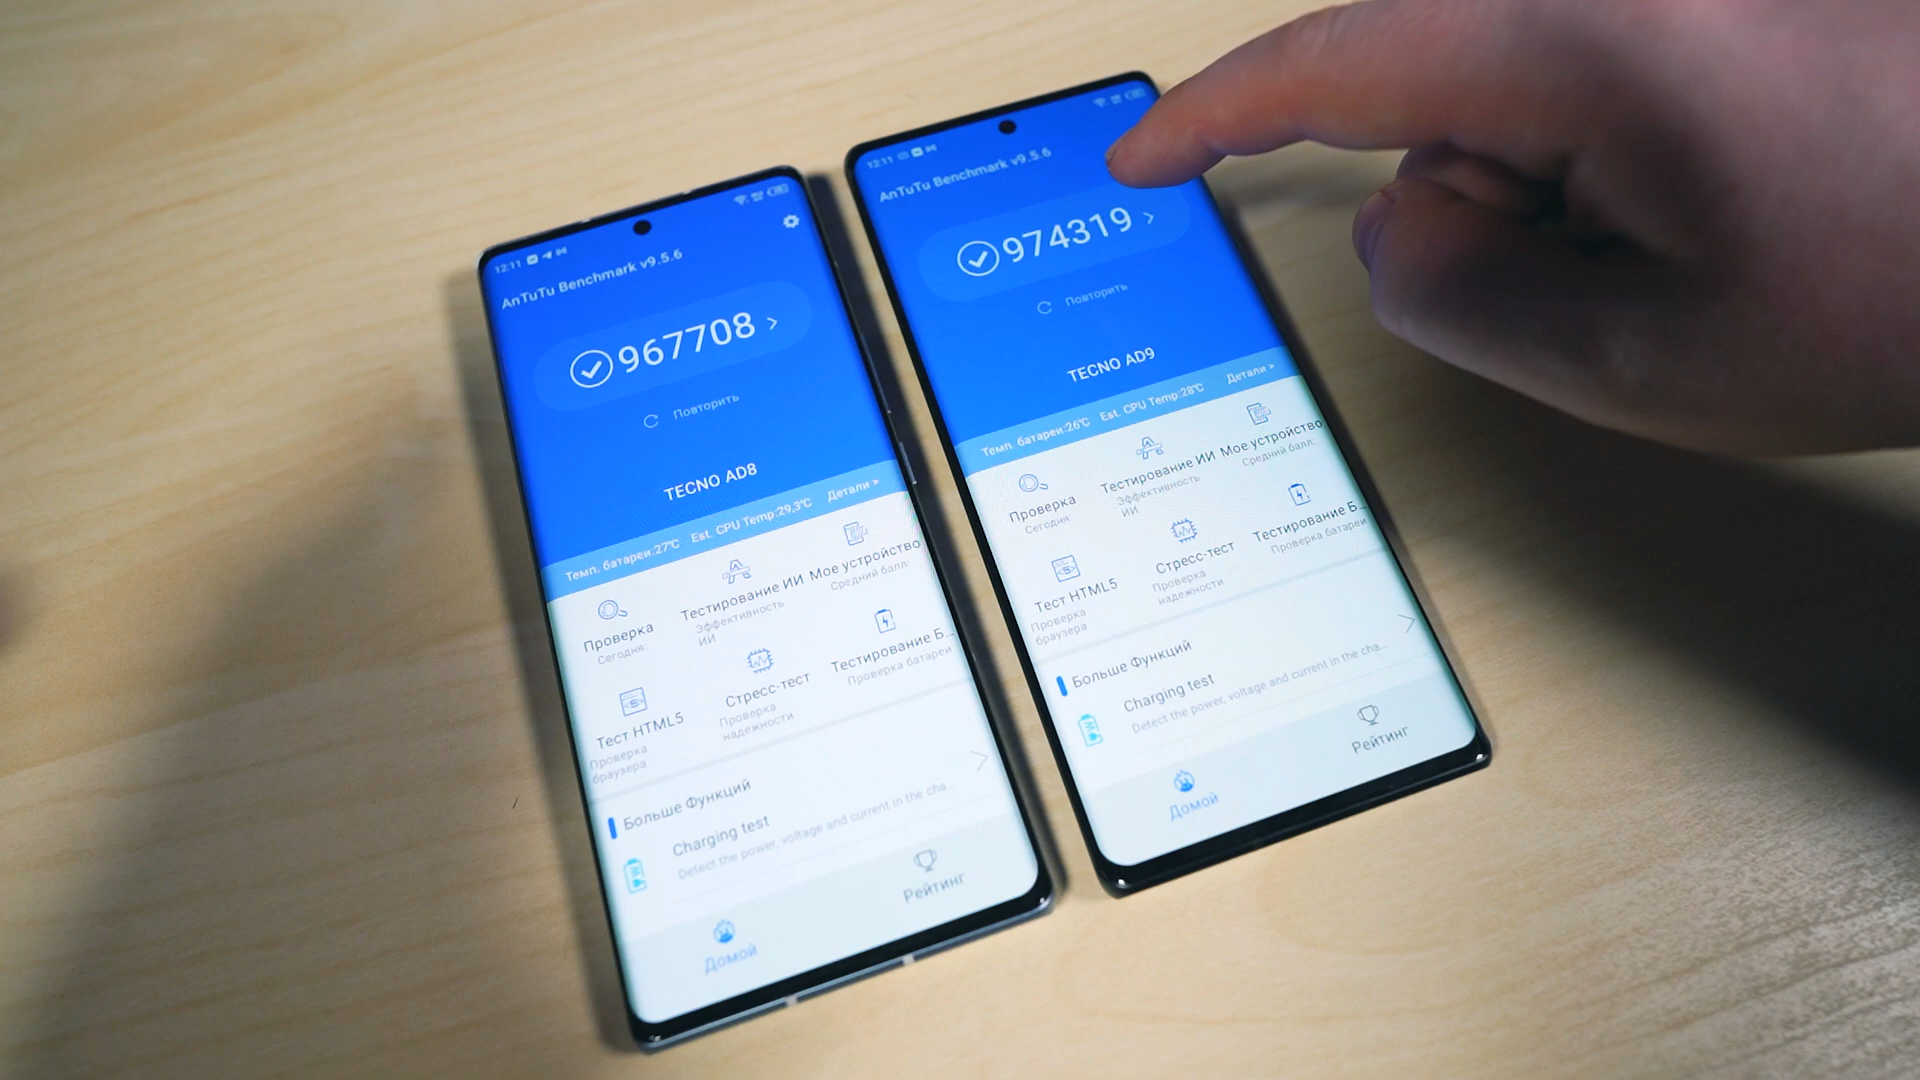 12:11
AnTuTu Benchmark v9.5.6
967708
Повторить
TECNO AD8
Темп. батареи:27℃ Est. CPU Temp:29,3℃ Детали >
Проверка
Сегодня:
Тестирование ИИ
Эффективность
ИИ
Мое устройство
Средний балл:
Тест HTML5
Проверка
браузера
Стресс-тест
Проверка
надежности
Тестирование Б...
Проверка батареи
Больше Функций
Charging test
Detect the power, voltage and current in the cha...
Домой
Рейтинг
12:11
AnTuTu Benchmark v9.5.6
974319
Повторить
TECNO AD9
Темп. батареи:26℃ Est. CPU Temp:28℃ Детали >
Проверка
Сегодня:
Тестирование ИИ
Эффективность
ИИ
Мое устройство
Средний балл:
Тест HTML5
Проверка
браузера
Стресс-тест
Проверка
надежности
Тестирование Б...
Проверка батареи
Больше Функций
Charging test
Detect the power, voltage and current in the cha...
Домой
Рейтинг